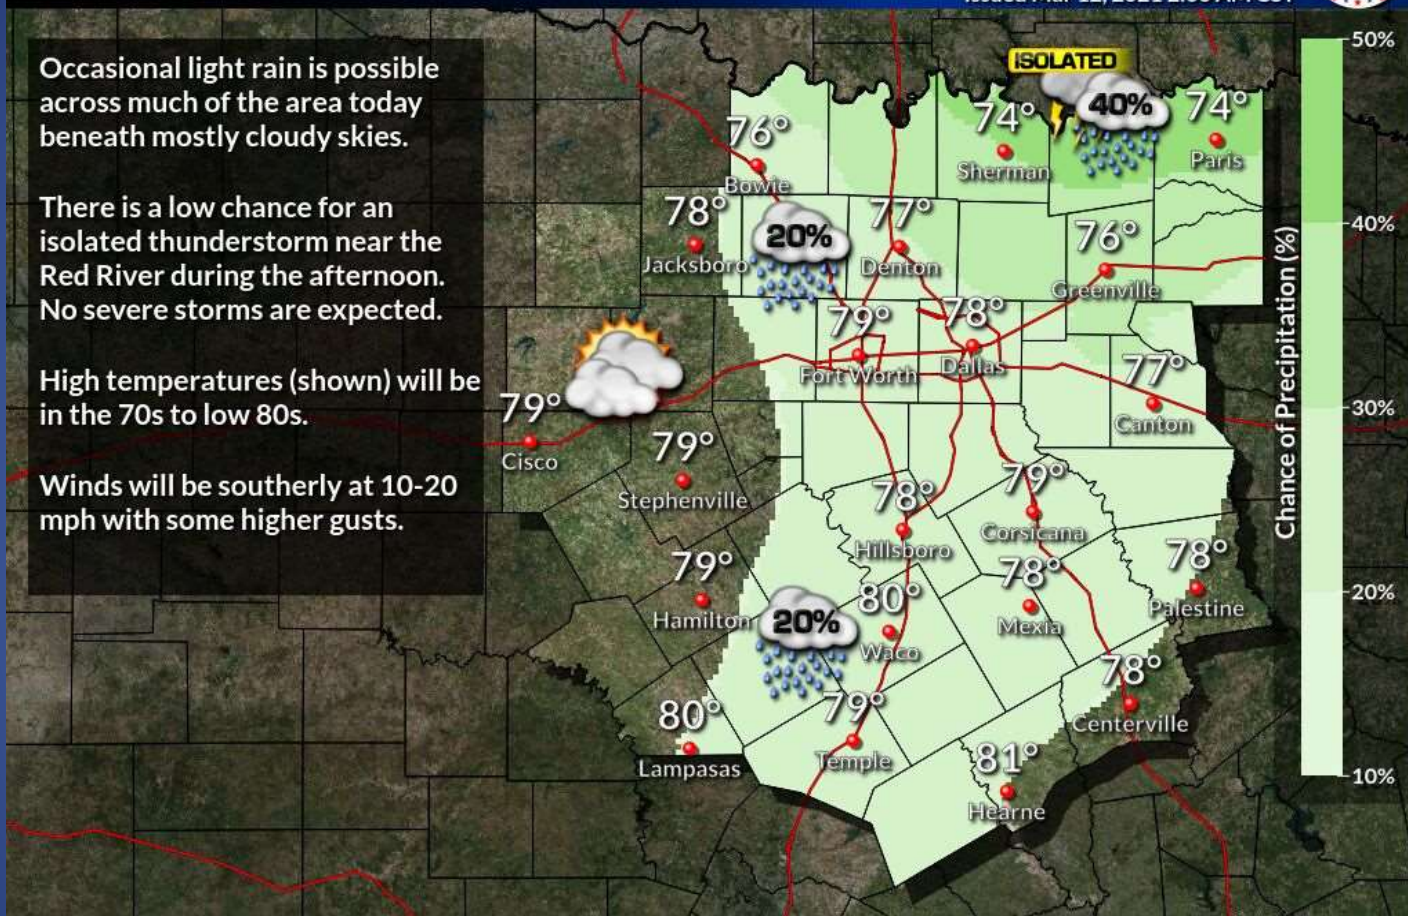 Occasional light rain is possible
across much of the area today
beneath mostly cloudy skies.
There is a low chance for an
isolated thunderstorm near the
Red River during the afternoon.
No severe storms are expected.
High temperatures (shown) will be
in the 70s to low 80s.
Winds will be southerly at 10-20
mph with some higher gusts.
ISOLATED
40%
74°
Sherman
74°
Paris
76°
Bowie
78°
Jacksboro
20%
77°
Denton
76°
Greenville
79°
Fort Worth
78°
Dallas
77°
Canton
79°
Cisco
79°
Stephenville
78°
Hillsboro
79°
Corsicana
79°
Hamilton
20%
80°
Waco
78°
Mexia
78°
Palestine
78°
Centerville
80°
Lampasas
79°
Temple
81°
Hearne
50%
40%
30%
20%
10%
Chance of Precipitation (%)